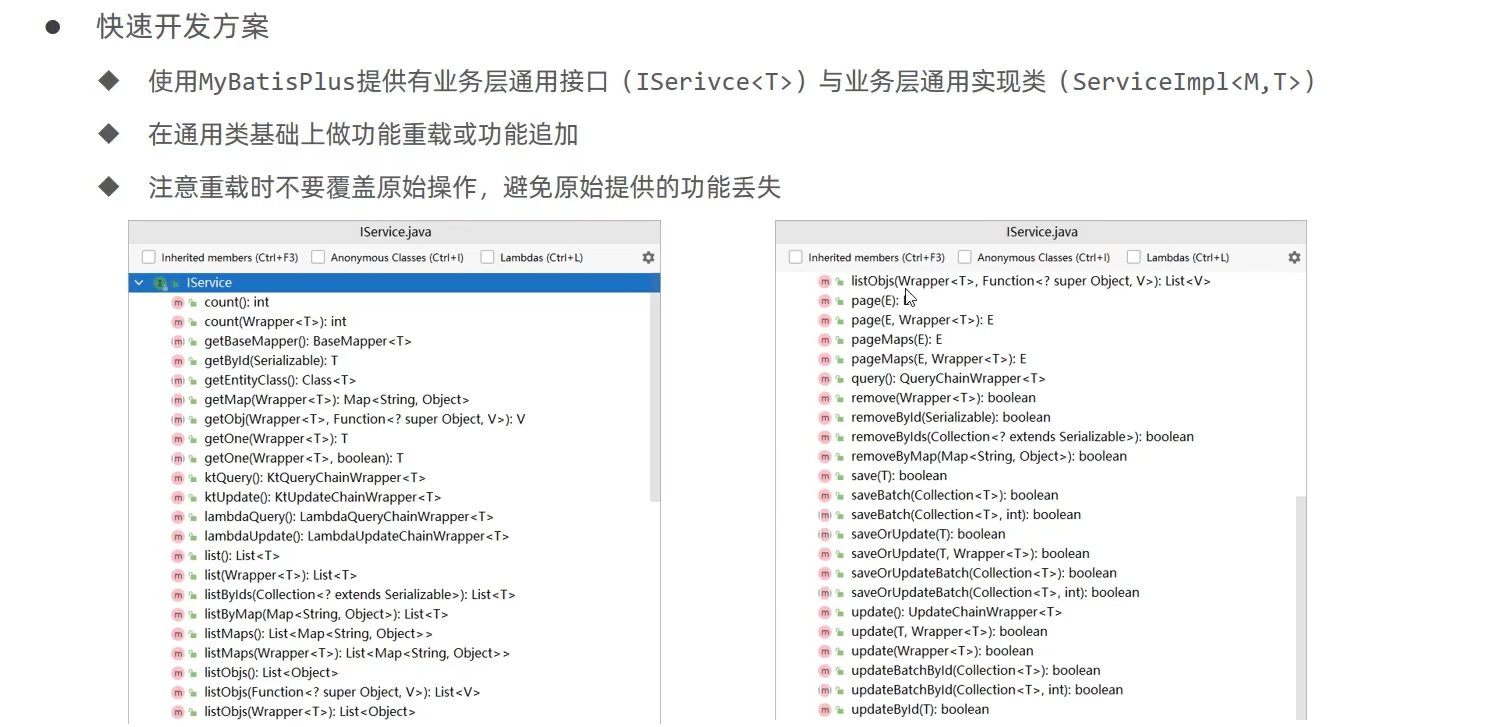 快速开发方案
使用MyBatisPlus提供有业务层通用接口（ISerivce<T>）与业务层通用实现类（ServiceImpl<M,T>）
在通用类基础上做功能重载或功能追加
注意重载时不要覆盖原始操作，避免原始提供的功能丢失
IService.java
Inherited members (Ctrl+F3) Anonymous Classes (Ctrl+I) Lambdas (Ctrl+L)
IService
count(): int
count(Wrapper<T>): int
getBaseMapper(): BaseMapper<T>
getById(Serializable): T
getEntityClass(): Class<T>
getMap(Wrapper<T>): Map<String, Object>
getObj(Wrapper<T>, Function<? super Object, V>): V
getOne(Wrapper<T>): T
getOne(Wrapper<T>, boolean): T
ktQuery(): KtQueryChainWrapper<T>
ktUpdate(): KtUpdateChainWrapper<T>
lambdaQuery(): LambdaQueryChainWrapper<T>
lambdaUpdate(): LambdaUpdateChainWrapper<T>
list(): List<T>
list(Wrapper<T>): List<T>
listByIds(Collection<? extends Serializable>): List<T>
listByMap(Map<String, Object>): List<T>
listMaps(): List<Map<String, Object>>
listMaps(Wrapper<T>): List<Map<String, Object>>
listObjs(): List<Object>
listObjs(Function<? super Object, V>): List<V>
listObjs(Wrapper<T>): List<Object>
IService.java
Inherited members (Ctrl+F3) Anonymous Classes (Ctrl+I) Lambdas (Ctrl+L)
listObjs(Wrapper<T>, Function<? super Object, V>): List<V>
page(E):
page(E, Wrapper<T>): E
pageMaps(E): E
pageMaps(E, Wrapper<T>): E
query(): QueryChainWrapper<T>
remove(Wrapper<T>): boolean
removeById(Serializable): boolean
removeByIds(Collection<? extends Serializable>): boolean
removeByMap(Map<String, Object>): boolean
save(T): boolean
saveBatch(Collection<T>): boolean
saveBatch(Collection<T>, int): boolean
saveOrUpdate(T): boolean
saveOrUpdate(T, Wrapper<T>): boolean
saveOrUpdateBatch(Collection<T>): boolean
saveOrUpdateBatch(Collection<T>, int): boolean
update(): UpdateChainWrapper<T>
update(T, Wrapper<T>): boolean
update(Wrapper<T>): boolean
updateBatchById(Collection<T>): boolean
updateBatchById(Collection<T>, int): boolean
updateById(T): boolean